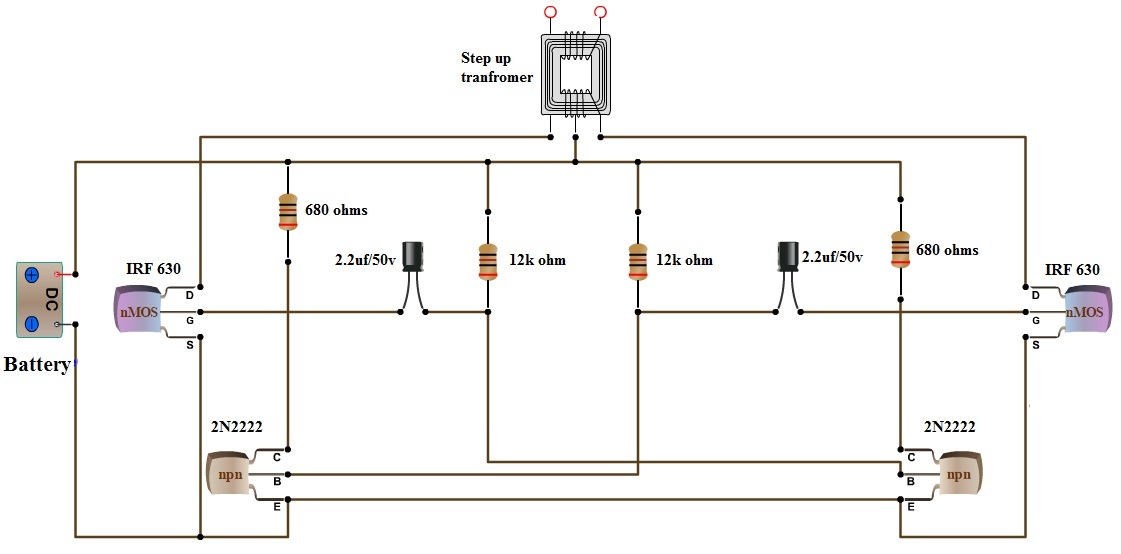 Step up
tranfromer
680 ohms
2.2uf/50v
12k ohm
12k ohm
2.2uf/50v
680 ohms
IRF 630
nMOS
D
G
S
DC
Battery
IRF 630
nMOS
D
G
S
2N2222
npn
C
B
E
2N2222
npn
C
B
E